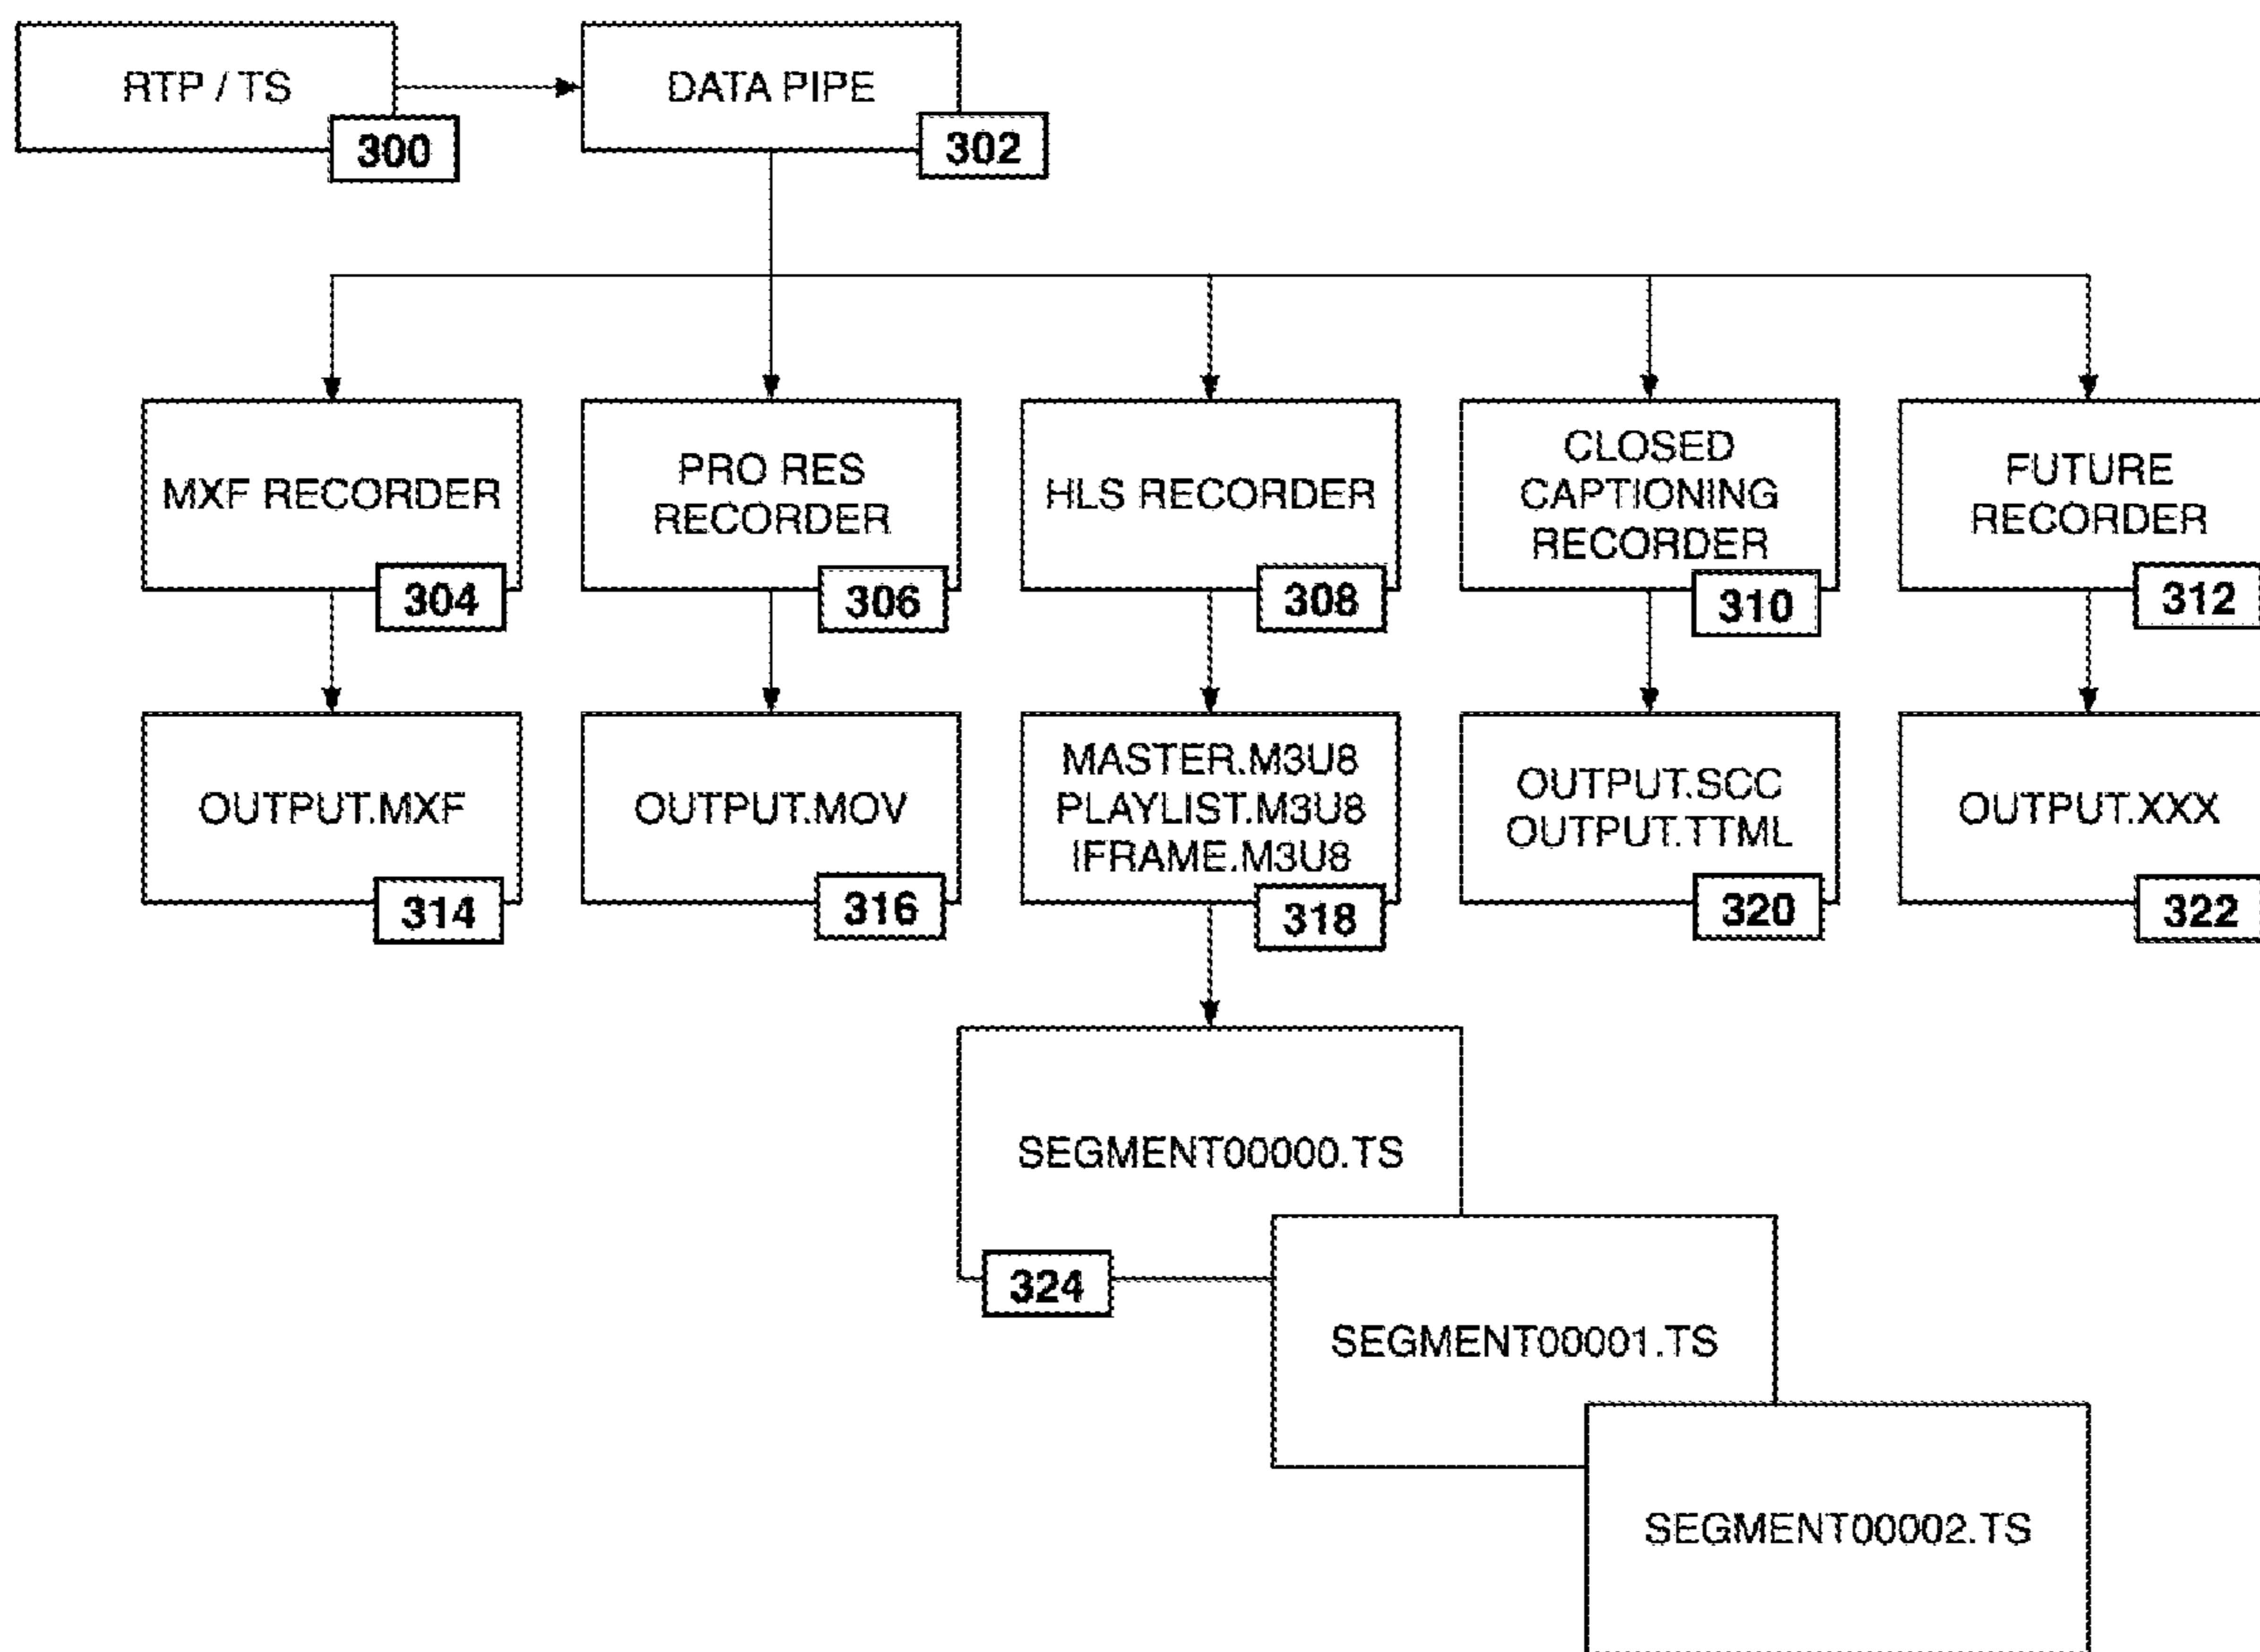 RTP / TS
300
DATA PIPE
302
MXF RECORDER
304
PRO RES
RECORDER
306
HLS RECORDER
308
CLOSED
CAPTIONING
RECORDER
310
FUTURE
RECORDER
312
OUTPUT.MXF
314
OUTPUT.MOV
316
MASTER.M3U8
PLAYLIST.M3U8
IFRAME.M3U8
318
OUTPUT.SCC
OUTPUT.TTML
320
OUTPUT.XXX
322
SEGMENT00000.TS
324
SEGMENT00001.TS
SEGMENT00002.TS